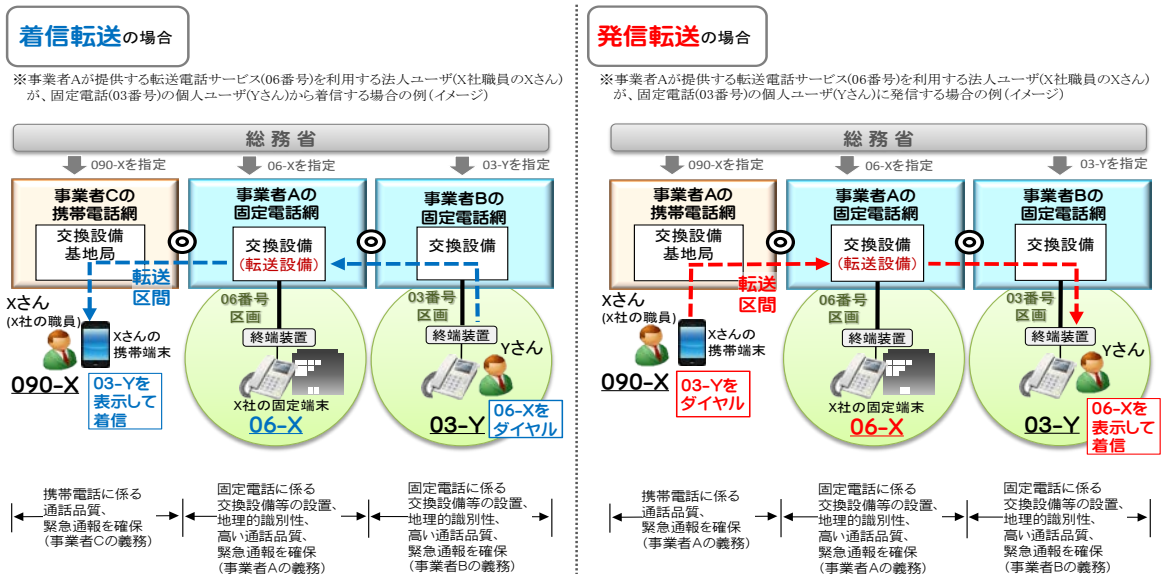 着信転送の場合
※事業者Aが提供する転送電話サービス(06番号)を利用する法人ユーザ(X社職員のXさん)
が、固定電話(03番号)の個人ユーザ(Yさん)から着信する場合の例(イメージ)
総務省
090-Xを指定
06-Xを指定
03-Yを指定
事業者Cの
携帯電話網
事業者Aの
固定電話網
事業者Bの
固定電話網
交換設備
基地局
交換設備
(転送設備)
交換設備
転送
区間
06番号
区画
03番号
区画
Xさん
(X社の職員)
Xさんの
携帯端末
終端装置
終端装置
Yさん
090-X
03-Yを
表示して
着信
X社の固定端末
06-X
03-Y
06-Xを
ダイヤル
携帯電話に係る
通話品質、
緊急通報を確保
(事業者Cの義務)
固定電話に係る
交換設備等の設置、
地理的識別性、
高い通話品質、
緊急通報を確保
(事業者Aの義務)
固定電話に係る
交換設備等の設置、
地理的識別性、
高い通話品質、
緊急通報を確保
(事業者Bの義務)
発信転送の場合
※事業者Aが提供する転送電話サービス(06番号)を利用する法人ユーザ(X社職員のXさん)
が、固定電話(03番号)の個人ユーザ(Yさん)に発信する場合の例(イメージ)
総務省
090-Xを指定
06-Xを指定
03-Yを指定
事業者Aの
携帯電話網
事業者Aの
固定電話網
事業者Bの
固定電話網
交換設備
基地局
交換設備
(転送設備)
交換設備
転送
区間
06番号
区画
03番号
区画
Xさん
(X社の職員)
Xさんの
携帯端末
終端装置
終端装置
Yさん
090-X
03-Yを
ダイヤル
X社の固定端末
06-X
03-Y
06-Xを
表示して
着信
携帯電話に係る
通話品質、
緊急通報を確保
(事業者Aの義務)
固定電話に係る
交換設備等の設置、
地理的識別性、
高い通話品質、
緊急通報を確保
(事業者Aの義務)
固定電話に係る
交換設備等の設置、
地理的識別性、
高い通話品質、
緊急通報を確保
(事業者Bの義務)